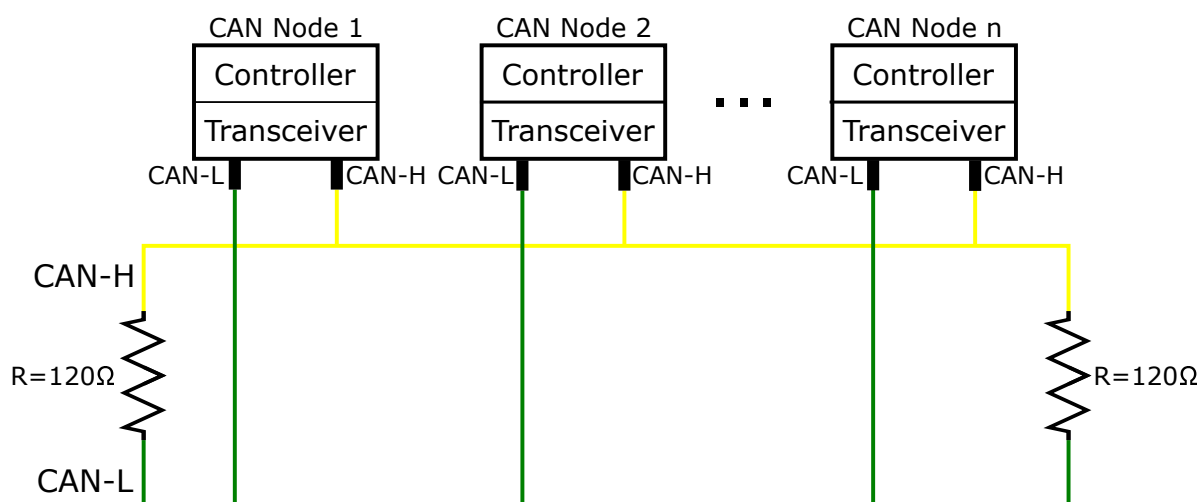 CAN Node 1 CAN Node 2 CAN Node n
Controller Controller Controller
...
Transceiver Transceiver Transceiver
CAN-L CAN-H CAN-L CAN-H CAN-L CAN-H
CAN-H
R=120Ω R=120Ω
CAN-L